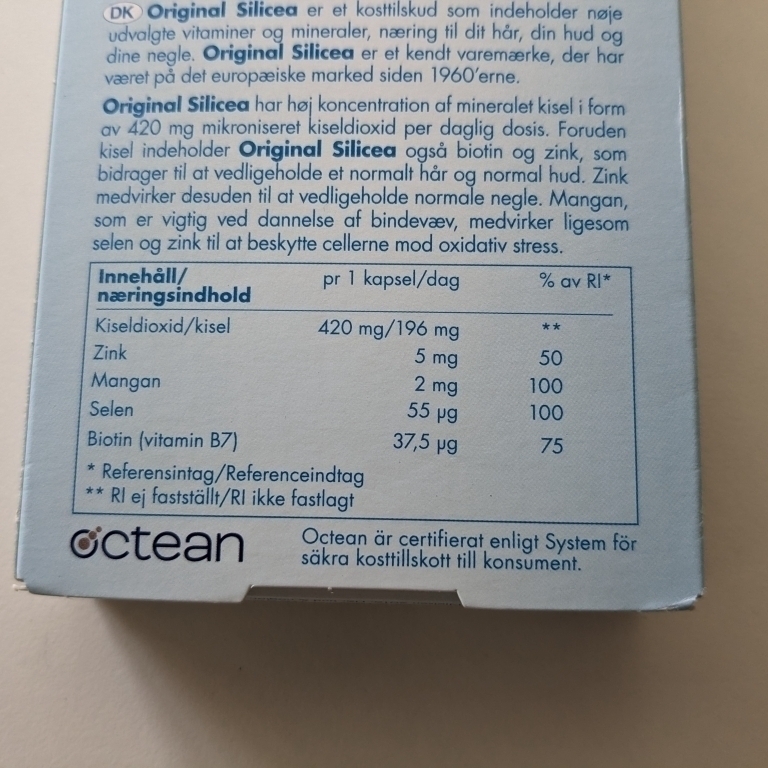 DK Original Silicea er et kosttilskud som indeholder nøje
udvalgte vitaminer og mineraler, næring til dit hår, din hud og
dine negle. Original Silicea er et kendt varemærke, der har
været på det europæiske marked siden 1960'erne.
Original Silicea har høj koncentration af mineralet kisel i form
av 420 mg mikroniseret kiseldioxid per daglig dosis. Foruden
kisel indeholder Original Silicea også biotin og zink, som
bidrager til at vedligeholde et normalt hår og normal hud. Zink
medvirker desuden til at vedligeholde normale negle. Mangan,
som er vigtig ved dannelse af bindevæv, medvirker ligesom
selen og zink til at beskytte cellerne mod oxidativ stress.
Innehåll/
næringsindhold pr 1 kapsel/dag % av RI*
Kiseldioxid/kisel 420 mg/196 mg **
Zink 5 mg 50
Mangan 2 mg 100
Selen 55 µg 100
Biotin (vitamin B7) 37,5 µg 75
* Referensintag/Referenceindtag
** RI ej fastställt/RI ikke fastlagt
octean
Octean är certifierat enligt System för
säkra kosttillskott till konsument.